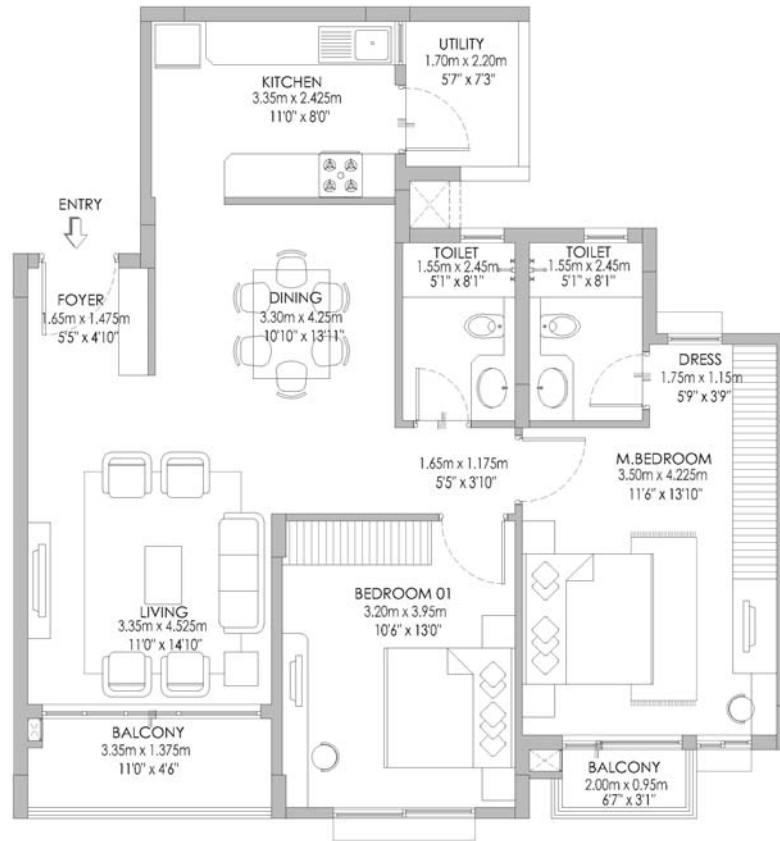 UTILITY
1.70m x 2.20m
5'7" x 7'3"
KITCHEN
3.35m x 2.425m
11'0" x 8'0"
ENTRY
FOYER
1.65m x 1.475m
5'5" x 4'10"
DINING
3.30m x 4.25m
10'10" x 13'11"
TOILET
1.55m x 2.45m
5'1" x 8'1"
TOILET
1.55m x 2.45m
5'1" x 8'1"
DRESS
1.75m x 1.15m
5'9" x 3'9"
1.65m x 1.175m
5'5" x 3'10"
M.BEDROOM
3.50m x 4.225m
11'6" x 13'10"
LIVING
3.35m x 4.525m
11'0" x 14'10"
BEDROOM 01
3.20m x 3.95m
10'6" x 13'0"
BALCONY
3.35m x 1.375m
11'0" x 4'6"
BALCONY
2.00m x 0.95m
6'7" x 3'1"